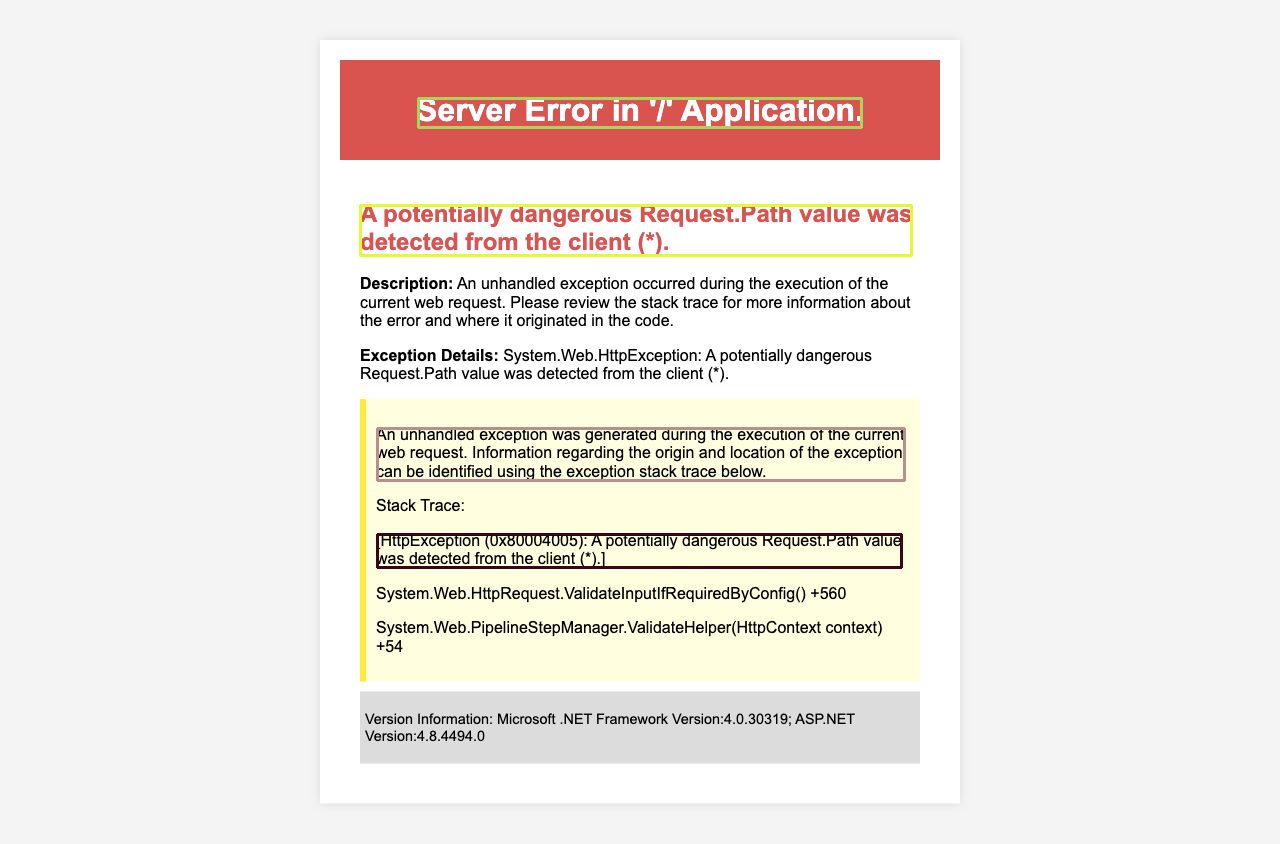 Server Error in '/' Application.
A potentially dangerous Request.Path value was
detected from the client (*).
Description: An unhandled exception occurred during the execution of the
current web request. Please review the stack trace for more information about
the error and where it originated in the code.
Exception Details: System.Web.HttpException: A potentially dangerous
Request.Path value was detected from the client (*).
An unhandled exception was generated during the execution of the current
web request. Information regarding the origin and location of the exception
can be identified using the exception stack trace below.
Stack Trace:
[HttpException (0x80004005): A potentially dangerous Request.Path value
was detected from the client (*).]
System.Web.HttpRequest.ValidateInputIfRequiredByConfig() +560
System.Web.PipelineStepManager.ValidateHelper(HttpContext context)
+54
Version Information: Microsoft .NET Framework Version:4.0.30319; ASP.NET
Version:4.8.4494.0